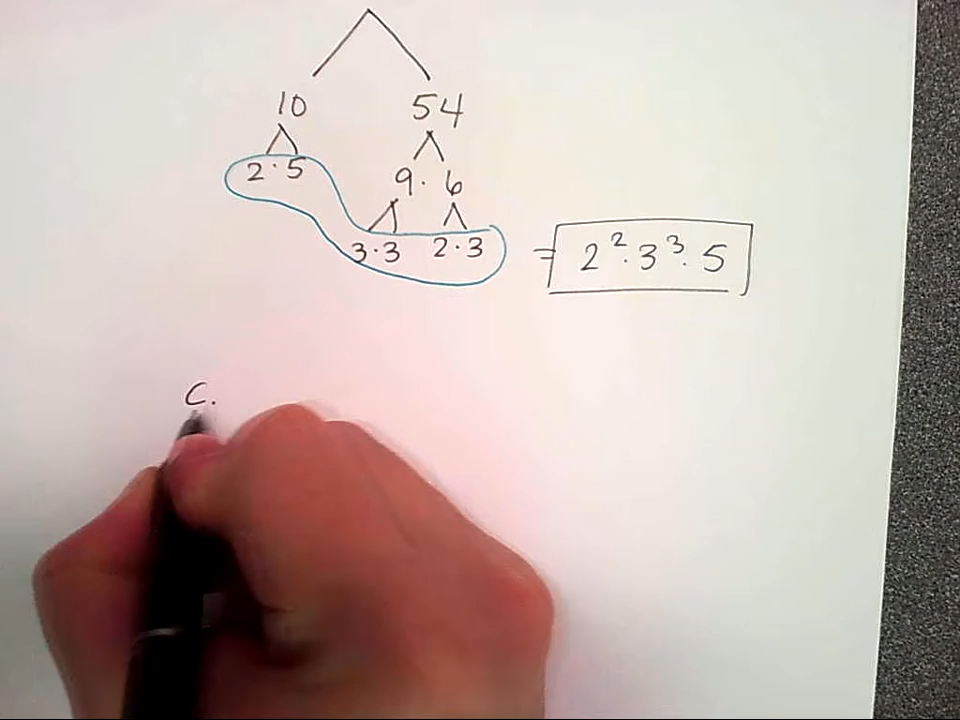 10 54
2 · 5 9 · 6
3 · 3 2 · 3 = 2² · 3³ · 5
C.